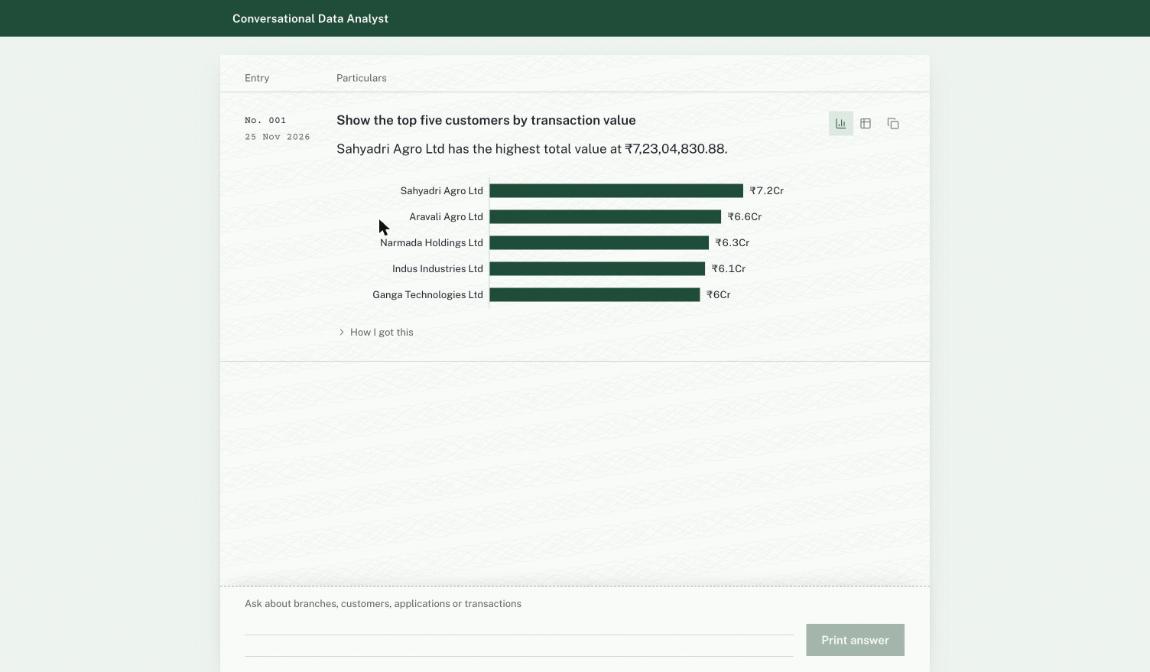 Conversational Data Analyst
Entry Particulars
No. 001 Show the top five customers by transaction value
25 Nov 2026
Sahyadri Agro Ltd has the highest total value at ₹7,23,04,830.88.
Sahyadri Agro Ltd ₹7.2Cr
Aravali Agro Ltd ₹6.6Cr
Narmada Holdings Ltd ₹6.3Cr
Indus Industries Ltd ₹6.1Cr
Ganga Technologies Ltd ₹6Cr
How I got this
Ask about branches, customers, applications or transactions
Print answer